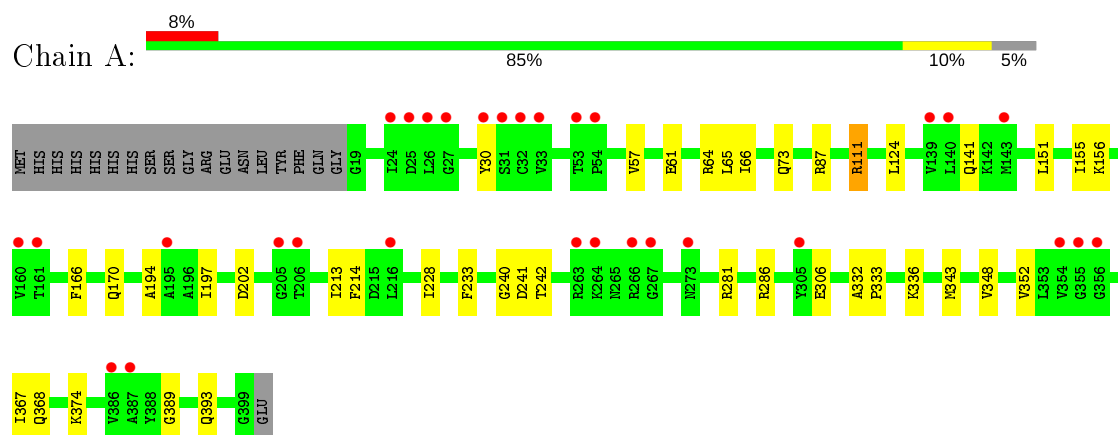 8%
Chain A:
85% 10% 5%
MET HIS HIS HIS HIS HIS HIS SER SER GLY ARG GLU ASN LEU TYR PHE GLN GLY G19 I24 D25 L26 G27 Y30 S31 C32 V33 T53 P54 V57 E61 R64 L65 I66 Q73 R87 R111 L124 V139 L140 Q141 K142 M143 L151 I155 K156
V160 T161 F166 Q170 A194 A195 A196 I197 D202 G205 T206 I213 F214 D215 L216 I228 F233 G240 D241 T242 R263 K264 N265 R266 G267 N273 R281 R286 Y305 E306 A332 P333 K336 M343 V348 V352 L353 V354 G355 G356
I367 Q368 K374 V386 A387 Y388 G389 Q393 G399 GLU